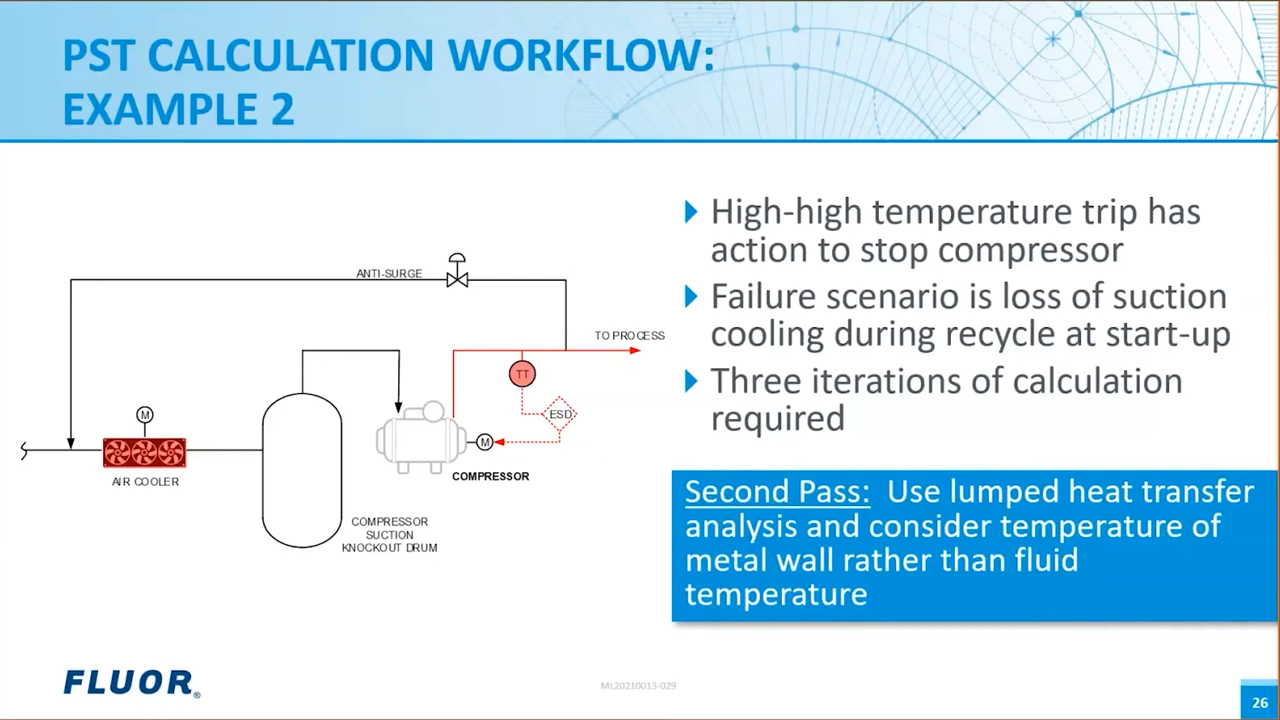 PST CALCULATION WORKFLOW:
EXAMPLE 2
High-high temperature trip has
action to stop compressor
Failure scenario is loss of suction
cooling during recycle at start-up
Three iterations of calculation
required
Second Pass: Use lumped heat transfer
analysis and consider temperature of
metal wall rather than fluid
temperature
ANTI-SURGE
TO PROCESS
TT
ESD
M
M
AIR COOLER
COMPRESSOR
COMPRESSOR
SUCTION
KNOCKOUT DRUM
FLUOR®
ML20210013-029
26